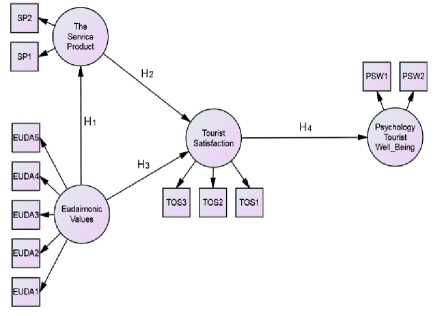 SP2
The
Service
Product
SP1
H2
PSW1
PSW2
H1
EUDA5
Tourist
Satisfaction
H4
Psychology
Tourist
Well_Being
EUDA4
H3
EUDA3
Eudaimonic
Values
TOS3
TOS2
TOS1
EUDA2
EUDA1